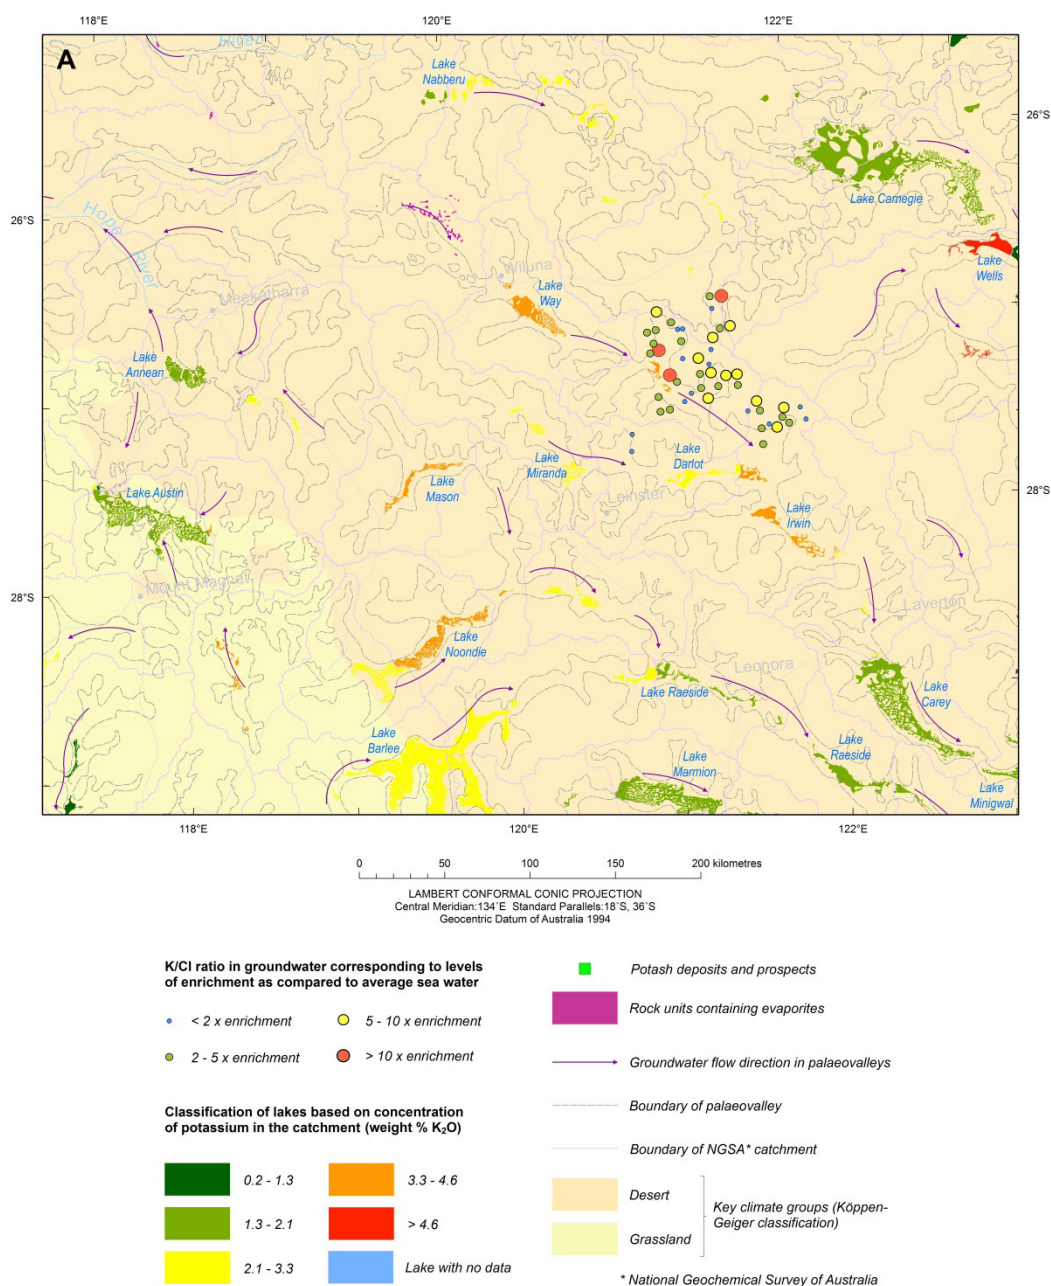 118°E
120°E
122°E
A
River
Lake
Nabberu
26°S
Lake Carnegie
26°S
Hope
River
Lake
Wells
Wiluna
Lake
Way
Meekatharra
Lake
Annean
Lake
Darlot
Lake
Miranda
Lake
Mason
Leinster
28°S
Lake Austin
Lake
Irwin
Mount Magnet
28°S
Laverton
Lake
Noondie
Leonora
Lake Raeside
Lake
Carey
Lake
Barlee
Lake
Raeside
Lake
Marmion
Lake
Minigwal
118°E
120°E
122°E
0 50 100 150 200 kilometres
LAMBERT CONFORMAL CONIC PROJECTION
Central Meridian:134°E Standard Parallels:18°S, 36°S
Geocentric Datum of Australia 1994
K/Cl ratio in groundwater corresponding to levels
of enrichment as compared to average sea water
< 2 x enrichment
5 - 10 x enrichment
2 - 5 x enrichment
> 10 x enrichment
Classification of lakes based on concentration
of potassium in the catchment (weight % K₂O)
0.2 - 1.3
3.3 - 4.6
1.3 - 2.1
> 4.6
2.1 - 3.3
Lake with no data
Potash deposits and prospects
Rock units containing evaporites
Groundwater flow direction in palaeovalleys
Boundary of palaeovalley
Boundary of NGSA* catchment
Desert
Grassland
Key climate groups (Köppen-
Geiger classification)
* National Geochemical Survey of Australia